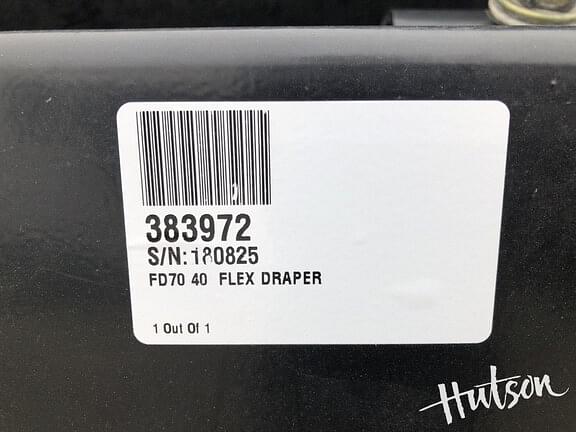 383972
S/N:180825
FD70 40 FLEX DRAPER
1 Out Of 1
Hutson